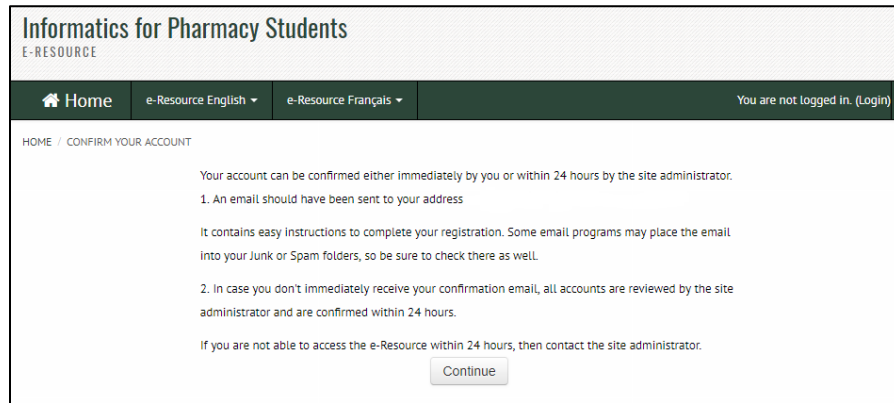 Informatics for Pharmacy Students
E-RESOURCE
Home e-Resource English e-Resource Français You are not logged in. (Login)
HOME / CONFIRM YOUR ACCOUNT
Your account can be confirmed either immediately by you or within 24 hours by the site administrator.
1. An email should have been sent to your address
It contains easy instructions to complete your registration. Some email programs may place the email
into your Junk or Spam folders, so be sure to check there as well.
2. In case you don't immediately receive your confirmation email, all accounts are reviewed by the site
administrator and are confirmed within 24 hours.
If you are not able to access the e-Resource within 24 hours, then contact the site administrator.
Continue